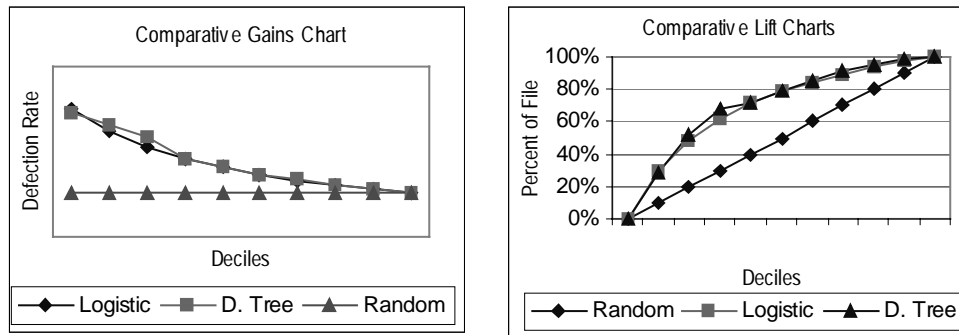 Comparative Gains Chart
Defection Rate
Deciles
Logistic D. Tree Random
Comparative Lift Charts
100%
80%
60%
40%
20%
0%
Percent of File
Deciles
Random Logistic D. Tree